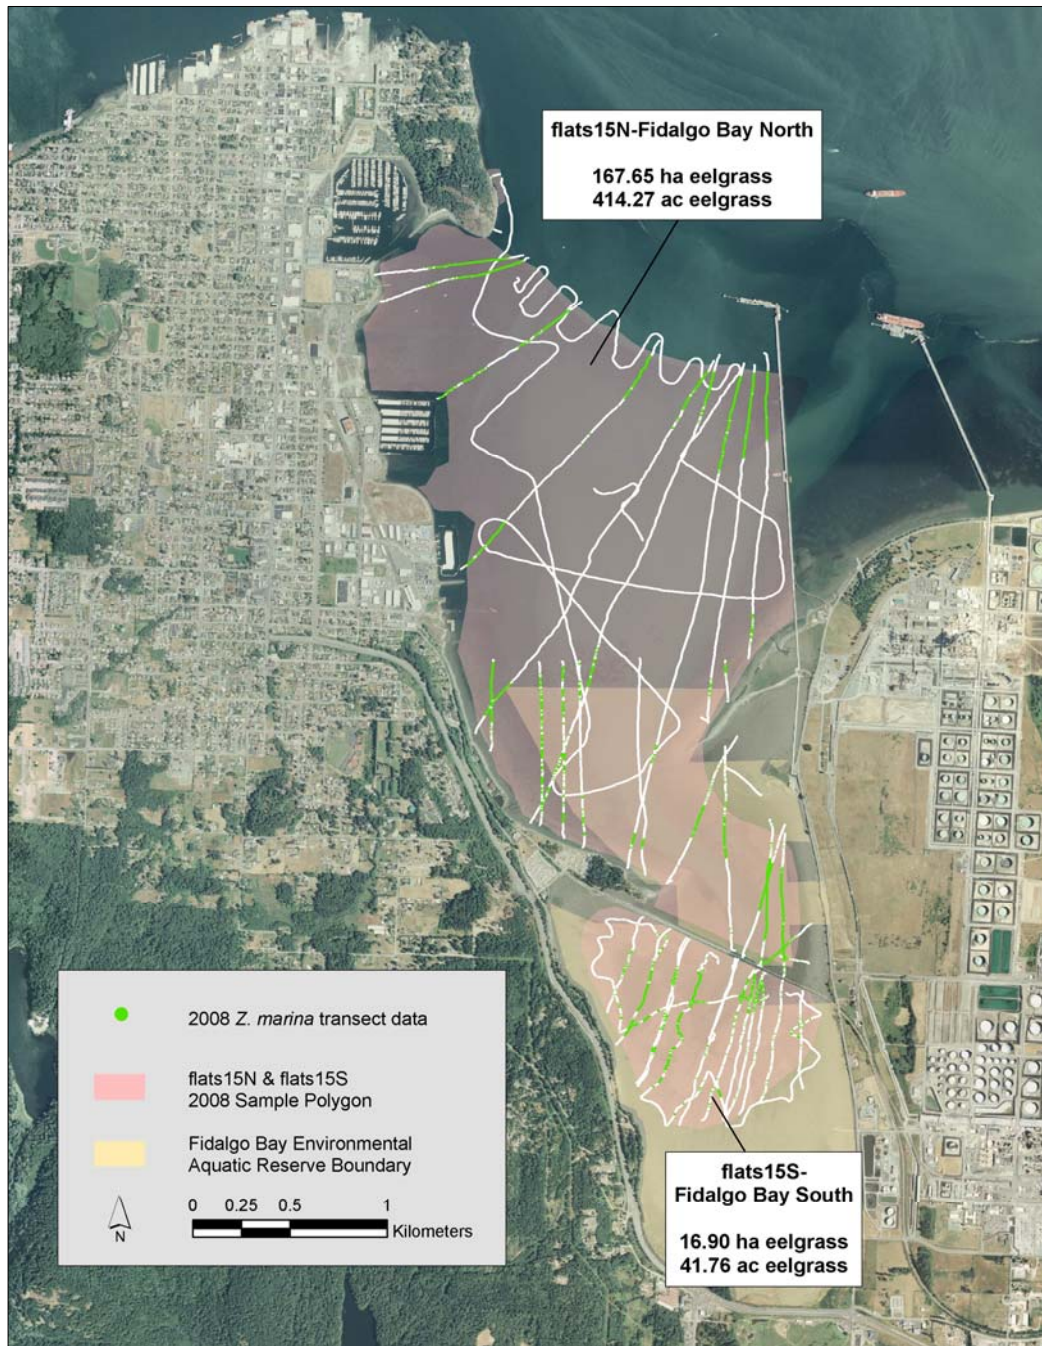 flats15N-Fidalgo Bay North
167.65 ha eelgrass
414.27 ac eelgrass
2008 Z. marina transect data
flats15N & flats15S
2008 Sample Polygon
Fidalgo Bay Environmental
Aquatic Reserve Boundary
N
0 0.25 0.5 1
Kilometers
flats15S-
Fidalgo Bay South
16.90 ha eelgrass
41.76 ac eelgrass